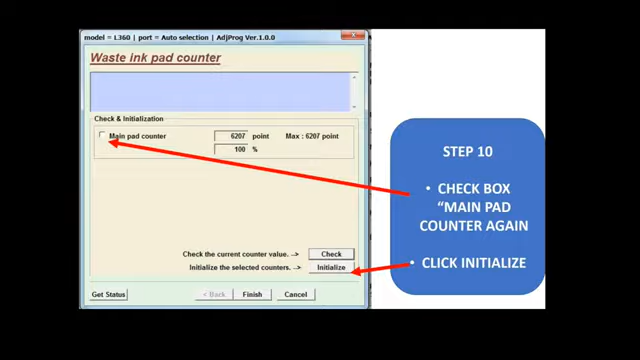 model = L360 | port = Auto selection | AdjProg Ver.1.0.0
Waste ink pad counter
Check & Initialization
Main pad counter 6207 point Max : 6207 point
100 %
Check the current counter value. --> Check
Initialize the selected counters. --> Initialize
Get Status < Back Finish Cancel
STEP 10
• CHECK BOX
“MAIN PAD
COUNTER AGAIN
• CLICK INITIALIZE